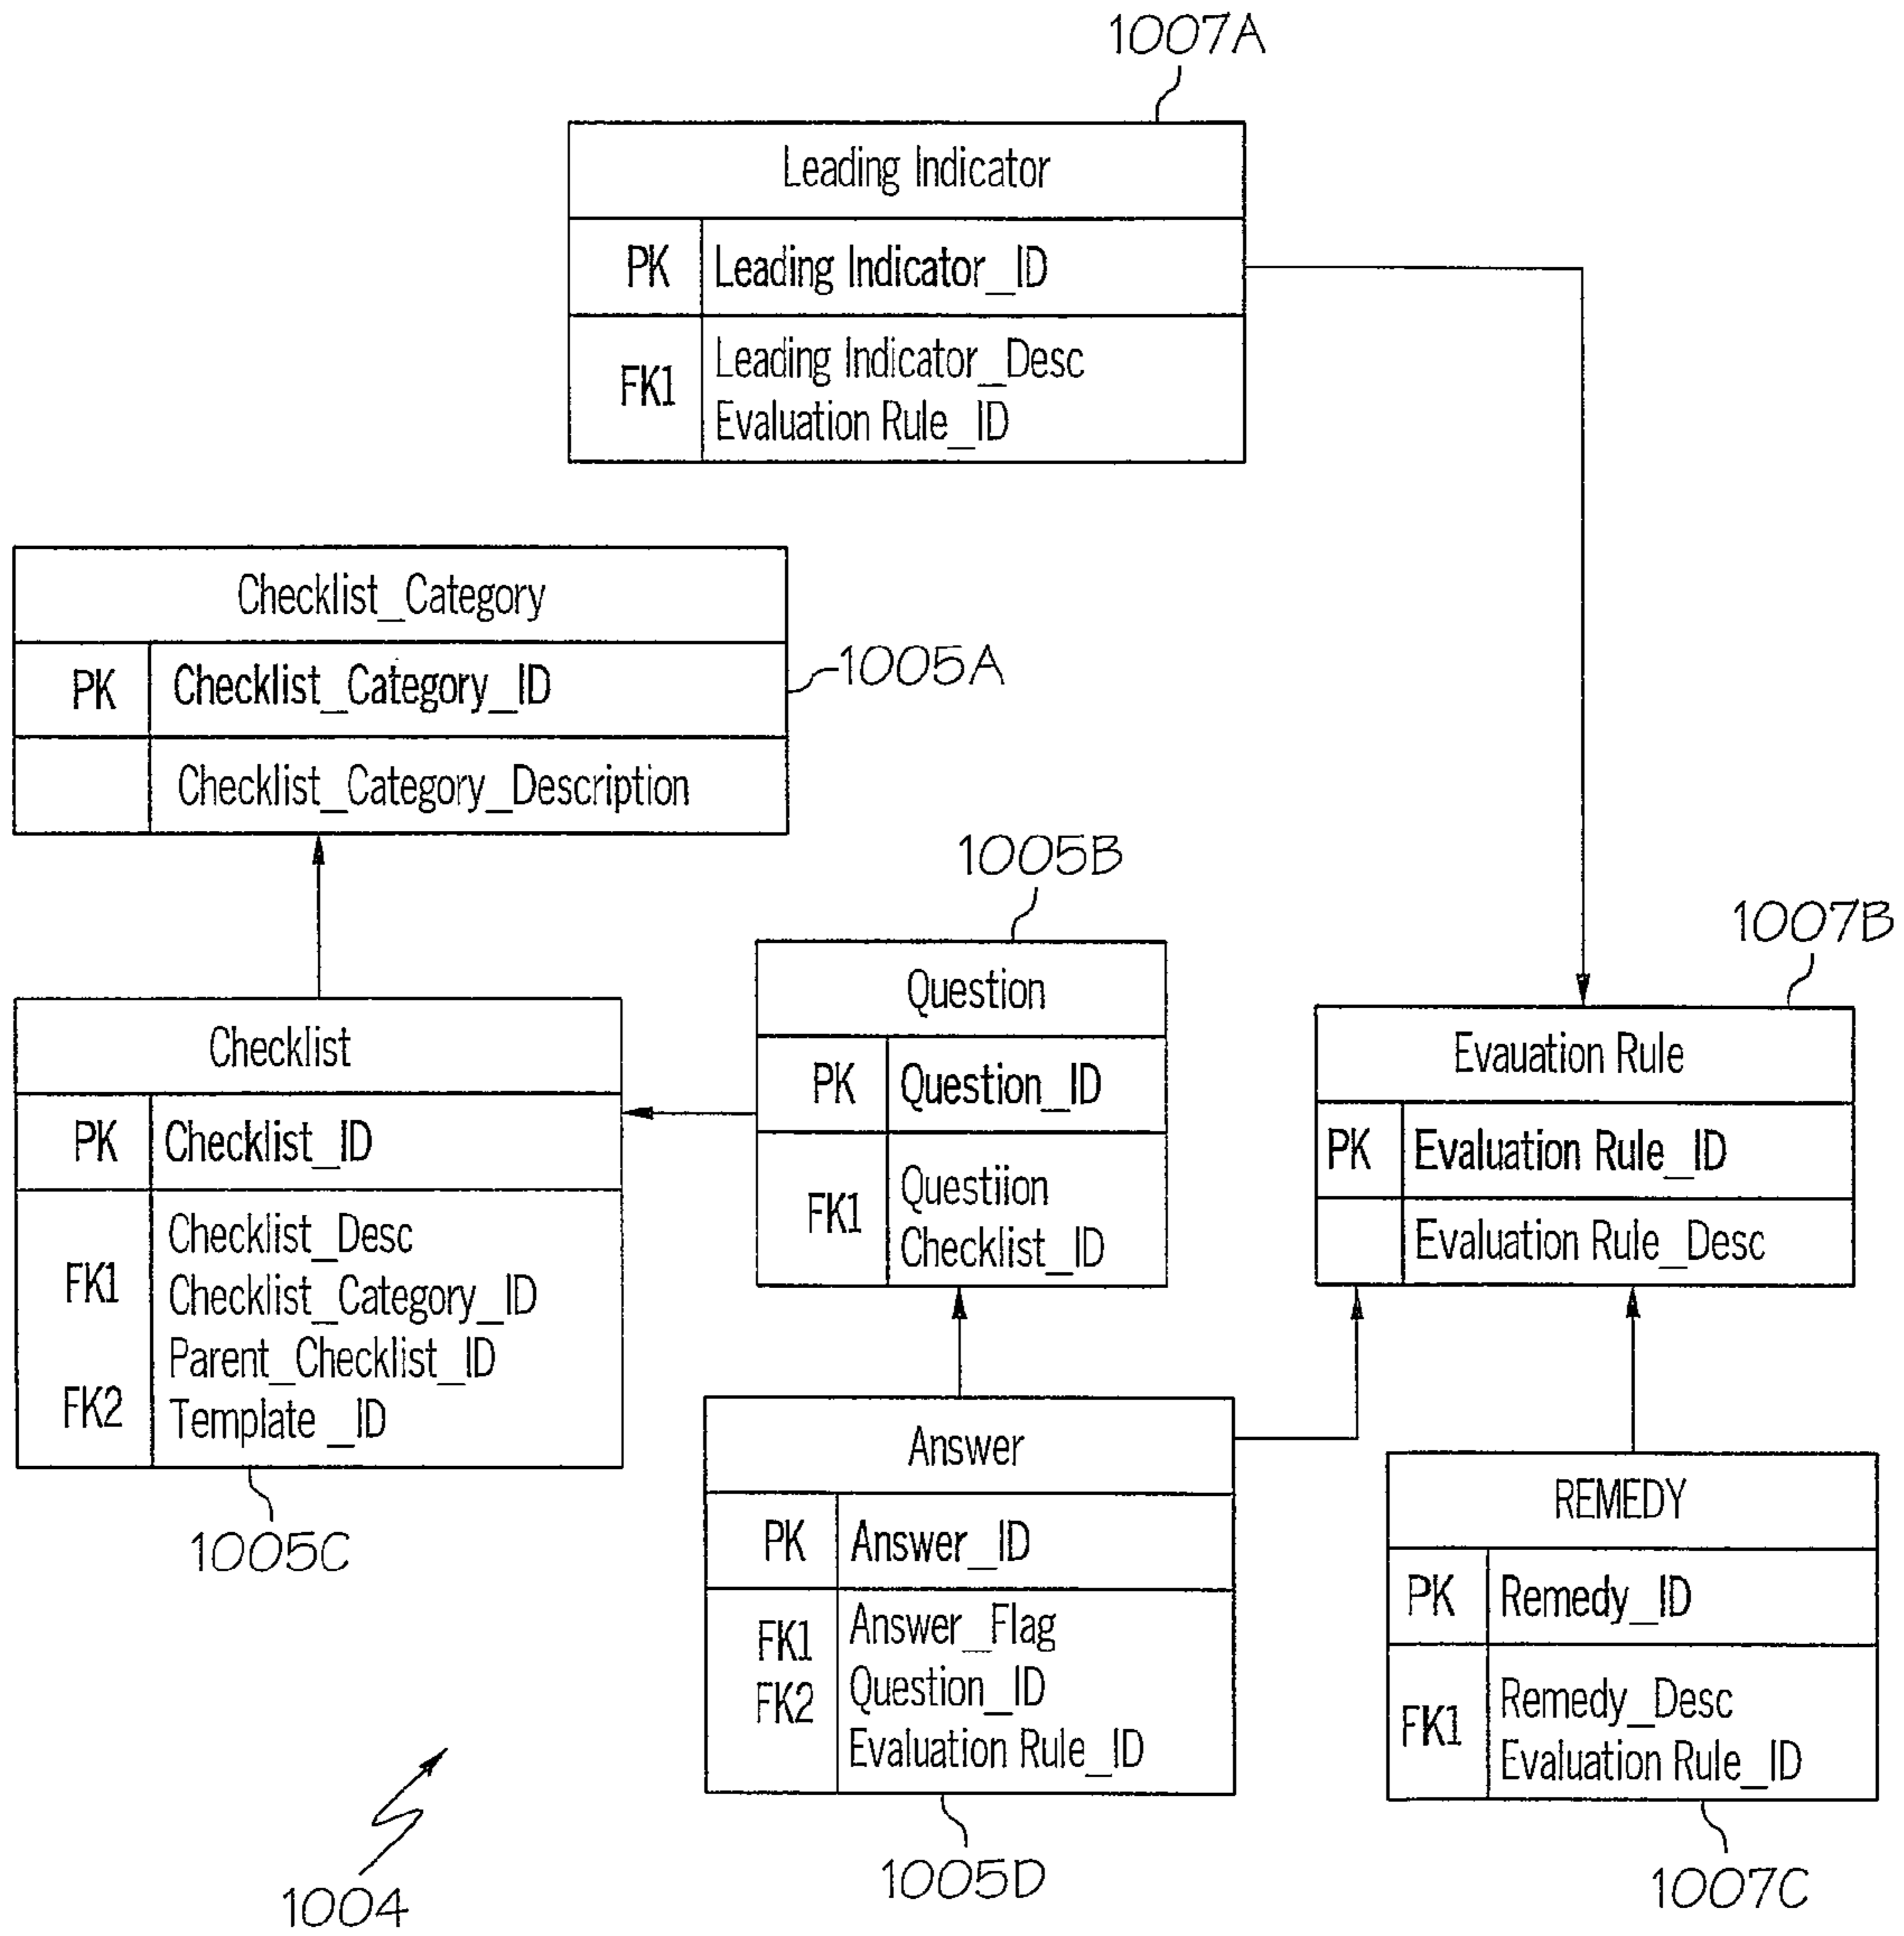 1007A
Leading Indicator
PK Leading Indicator_ID
Leading Indicator_Desc
FK1
Evaluation Rule_ID
Checklist_Category
PK Checklist_Category_ID
1005A
Checklist_Category_Description
1005B
Question
PK Question_ID
Questiion
FK1
Checklist_ID
1007B
Evauation Rule
PK Evaluation Rule_ID
Evaluation Rule_Desc
Checklist
PK Checklist_ID
Checklist_Desc
FK1
Checklist_Category_ID
Parent_Checklist_ID
FK2
Template _ID
1005C
Answer
PK Answer_ID
FK1 Answer_Flag
FK2 Question_ID
Evaluation Rule_ID
1005D
REMEDY
PK Remedy_ID
Remedy_Desc
FK1
Evaluation Rule_ID
1007C
1004